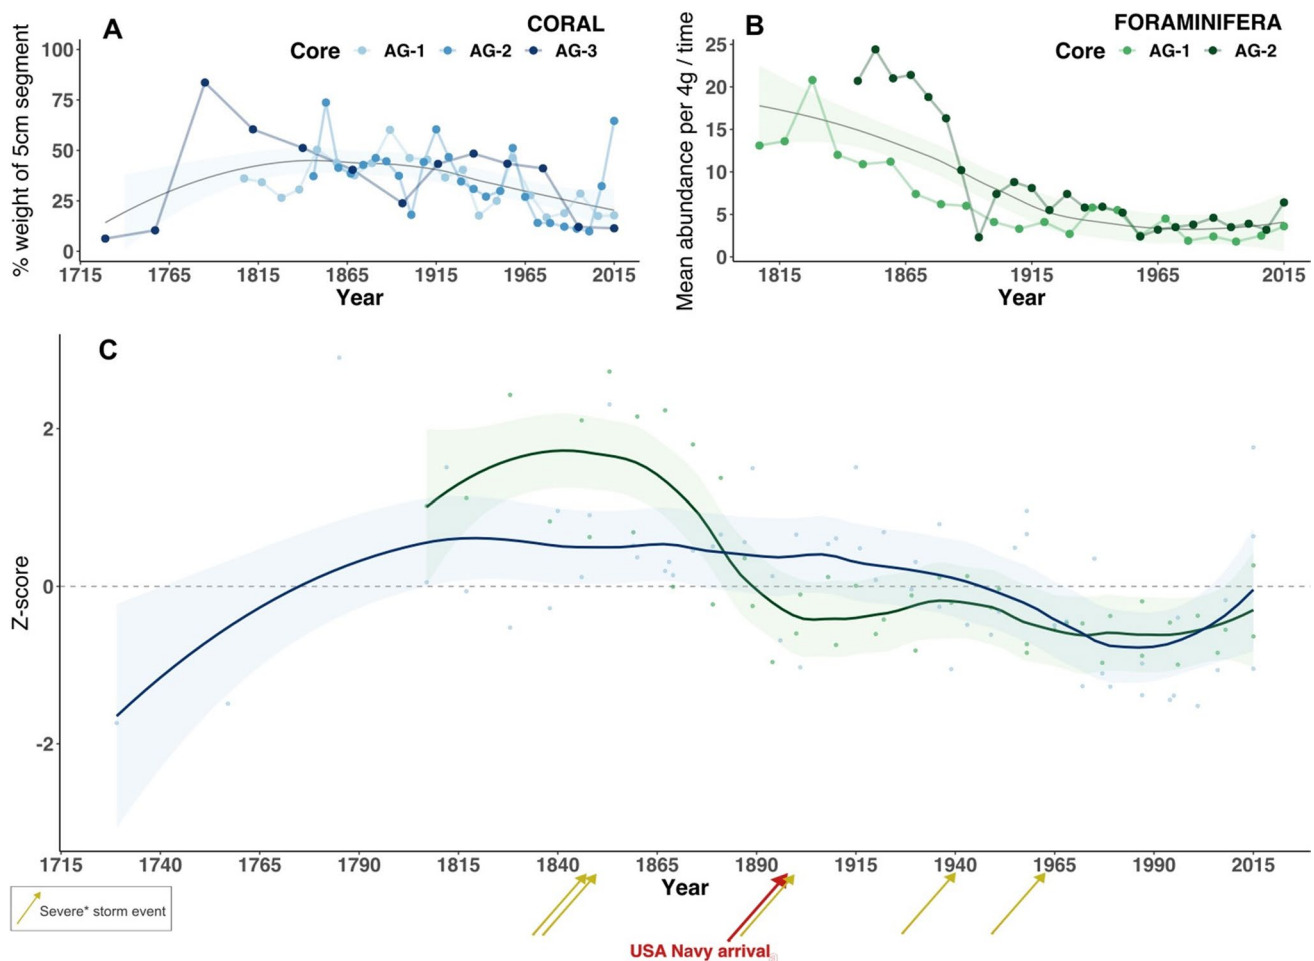 A
CORAL
Core AG-1 AG-2 AG-3
% weight of 5cm segment
100
75
50
25
0
1715 1765 1815 1865 1915 1965 2015
Year
B
FORAMINIFERA
Core AG-1 AG-2
Mean abundance per 4g / time
25
20
15
10
5
0
1815 1865 1915 1965 2015
Year
C
Z-score
2
0
-2
1715 1740 1765 1790 1815 1840 1865 1890 1915 1940 1965 1990 2015
Year
Severe* storm event
USA Navy arrival